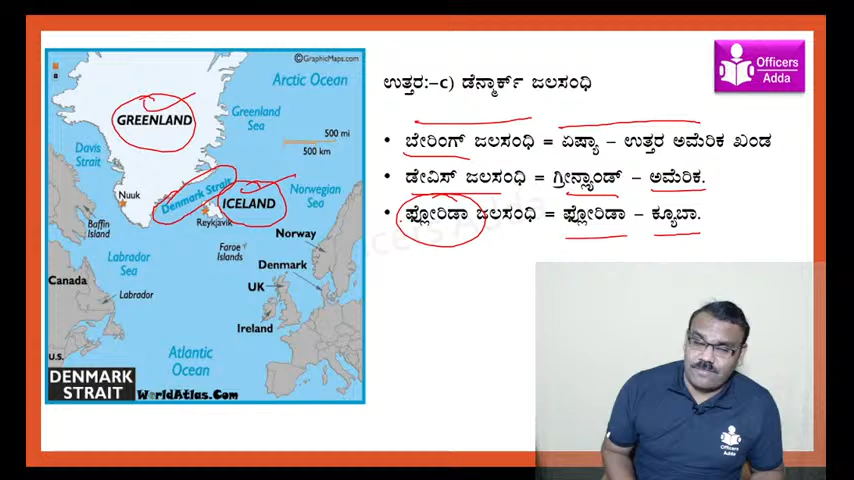 ©GraphicMaps.com
Arctic Ocean
GREENLAND
Greenland
Sea
500 mi
500 km
Davis
Strait
Denmark Strait
ICELAND
Norwegian
Sea
Nuuk
Reykjavik
Baffin
Island
Faroe
Islands
Norway
Labrador
Sea
Denmark
Canada
UK
Labrador
Ireland
U.S.
Atlantic
Ocean
DENMARK
STRAIT
WorldAtlas.Com
ಉತ್ತರ:–c) ಡೆನ್ಮಾರ್ಕ್ ಜಲಸಂಧಿ
• ಬೇರಿಂಗ್ ಜಲಸಂಧಿ = ಏಷ್ಯಾ – ಉತ್ತರ ಅಮೆರಿಕ ಖಂಡ
• ಡೇವಿಸ್ ಜಲಸಂಧಿ = ಗ್ರೀನ್ಲ್ಯಾಂಡ್ – ಅಮೆರಿಕ.
• ಫ್ಲೋರಿಡಾ ಜಲಸಂಧಿ = ಫ್ಲೋರಿಡಾ – ಕ್ಯೂಬಾ.
Officers
Adda
Officers
Adda